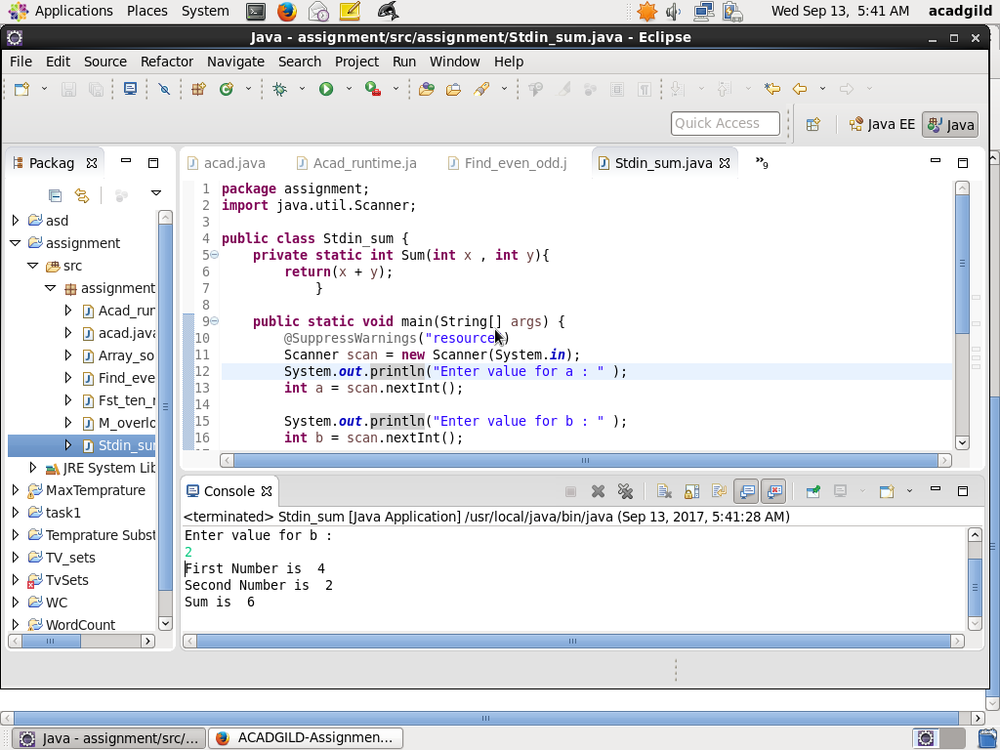 Applications Places System Wed Sep 13, 5:41 AM acadgild
Java - assignment/src/assignment/Stdin_sum.java - Eclipse
File Edit Source Refactor Navigate Search Project Run Window Help
Quick Access Java EE Java
Packag
asd
assignment
src
assignment
Acad_run
acad.java
Array_so
Find_eve
Fst_ten_r
M_overlo
Stdin_sur
JRE System Lib
MaxTemprature
task1
Temprature Subst
TV_sets
TvSets
WC
WordCount
acad.java Acad_runtime.ja Find_even_odd.j Stdin_sum.java »9
1 package assignment;
2 import java.util.Scanner;
3
4 public class Stdin_sum {
5 private static int Sum(int x , int y){
6 return(x + y);
7 }
8
9 public static void main(String[] args) {
10 @SuppressWarnings("resource")
11 Scanner scan = new Scanner(System.in);
12 System.out.println("Enter value for a : " );
13 int a = scan.nextInt();
14
15 System.out.println("Enter value for b : " );
16 int b = scan.nextInt();
Console
<terminated> Stdin_sum [Java Application] /usr/local/java/bin/java (Sep 13, 2017, 5:41:28 AM)
Enter value for b :
2
First Number is  4
Second Number is  2
Sum is  6
Java - assignment/src/... ACADGILD-Assignmen...